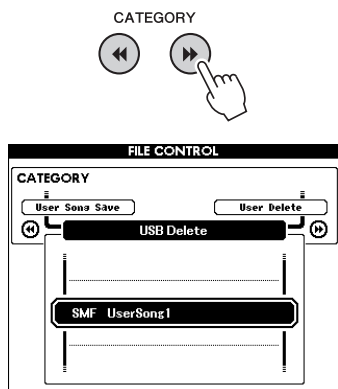 CATEGORY
FILE CONTROL
CATEGORY
User Song Save
User Delete
USB Delete
SMF UserSong1